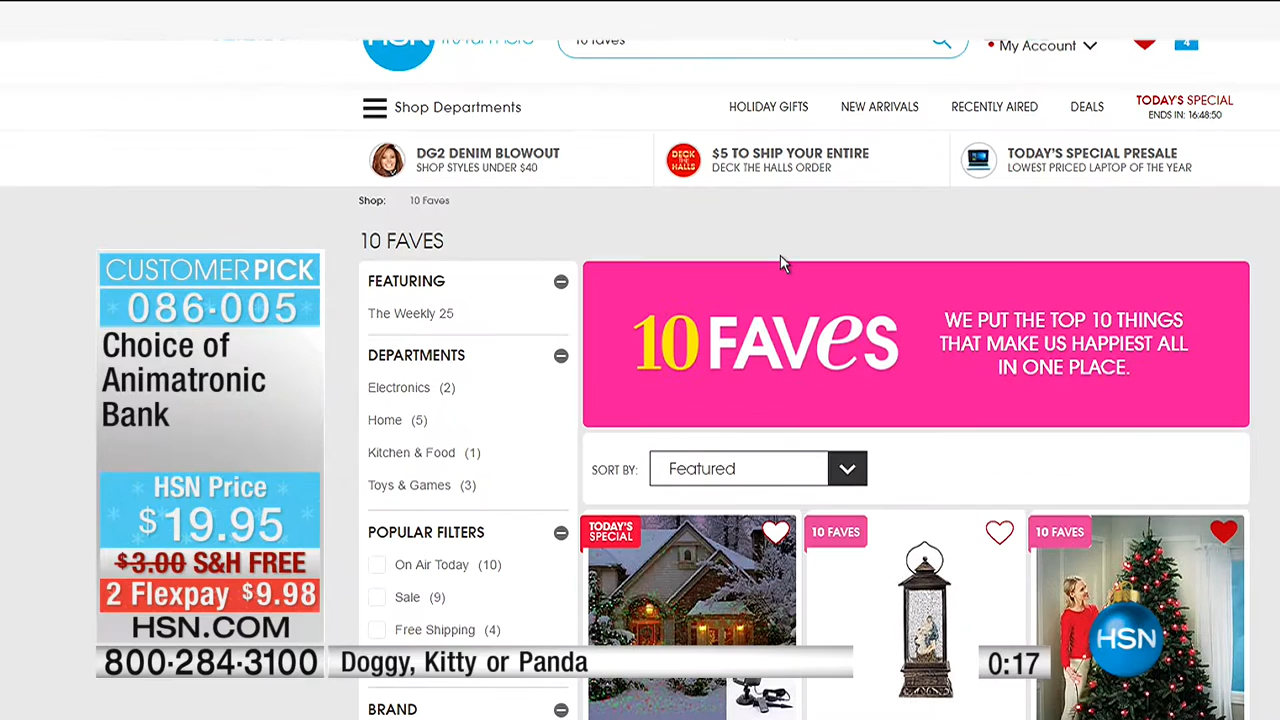 HSN
10 faves
My Account
4
Shop Departments
HOLIDAY GIFTS
NEW ARRIVALS
RECENTLY AIRED
DEALS
TODAY'S SPECIAL
ENDS IN: 16:48:50
DG2 DENIM BLOWOUT
SHOP STYLES UNDER $40
DECK THE HALLS
$5 TO SHIP YOUR ENTIRE
DECK THE HALLS ORDER
TODAY'S SPECIAL PRESALE
LOWEST PRICED LAPTOP OF THE YEAR
Shop: 10 Faves
10 FAVES
CUSTOMER PICK
086-005
Choice of
Animatronic
Bank
HSN Price
$19.95
$3.00 S&H FREE
2 Flexpay $9.98
HSN.COM
800-284-3100
Doggy, Kitty or Panda
0:17
HSN
FEATURING
The Weekly 25
DEPARTMENTS
Electronics (2)
Home (5)
Kitchen & Food (1)
Toys & Games (3)
POPULAR FILTERS
On Air Today (10)
Sale (9)
Free Shipping (4)
BRAND
10 FAVES
WE PUT THE TOP 10 THINGS
THAT MAKE US HAPPIEST ALL
IN ONE PLACE.
SORT BY: Featured
TODAY'S
SPECIAL
10 FAVES
10 FAVES